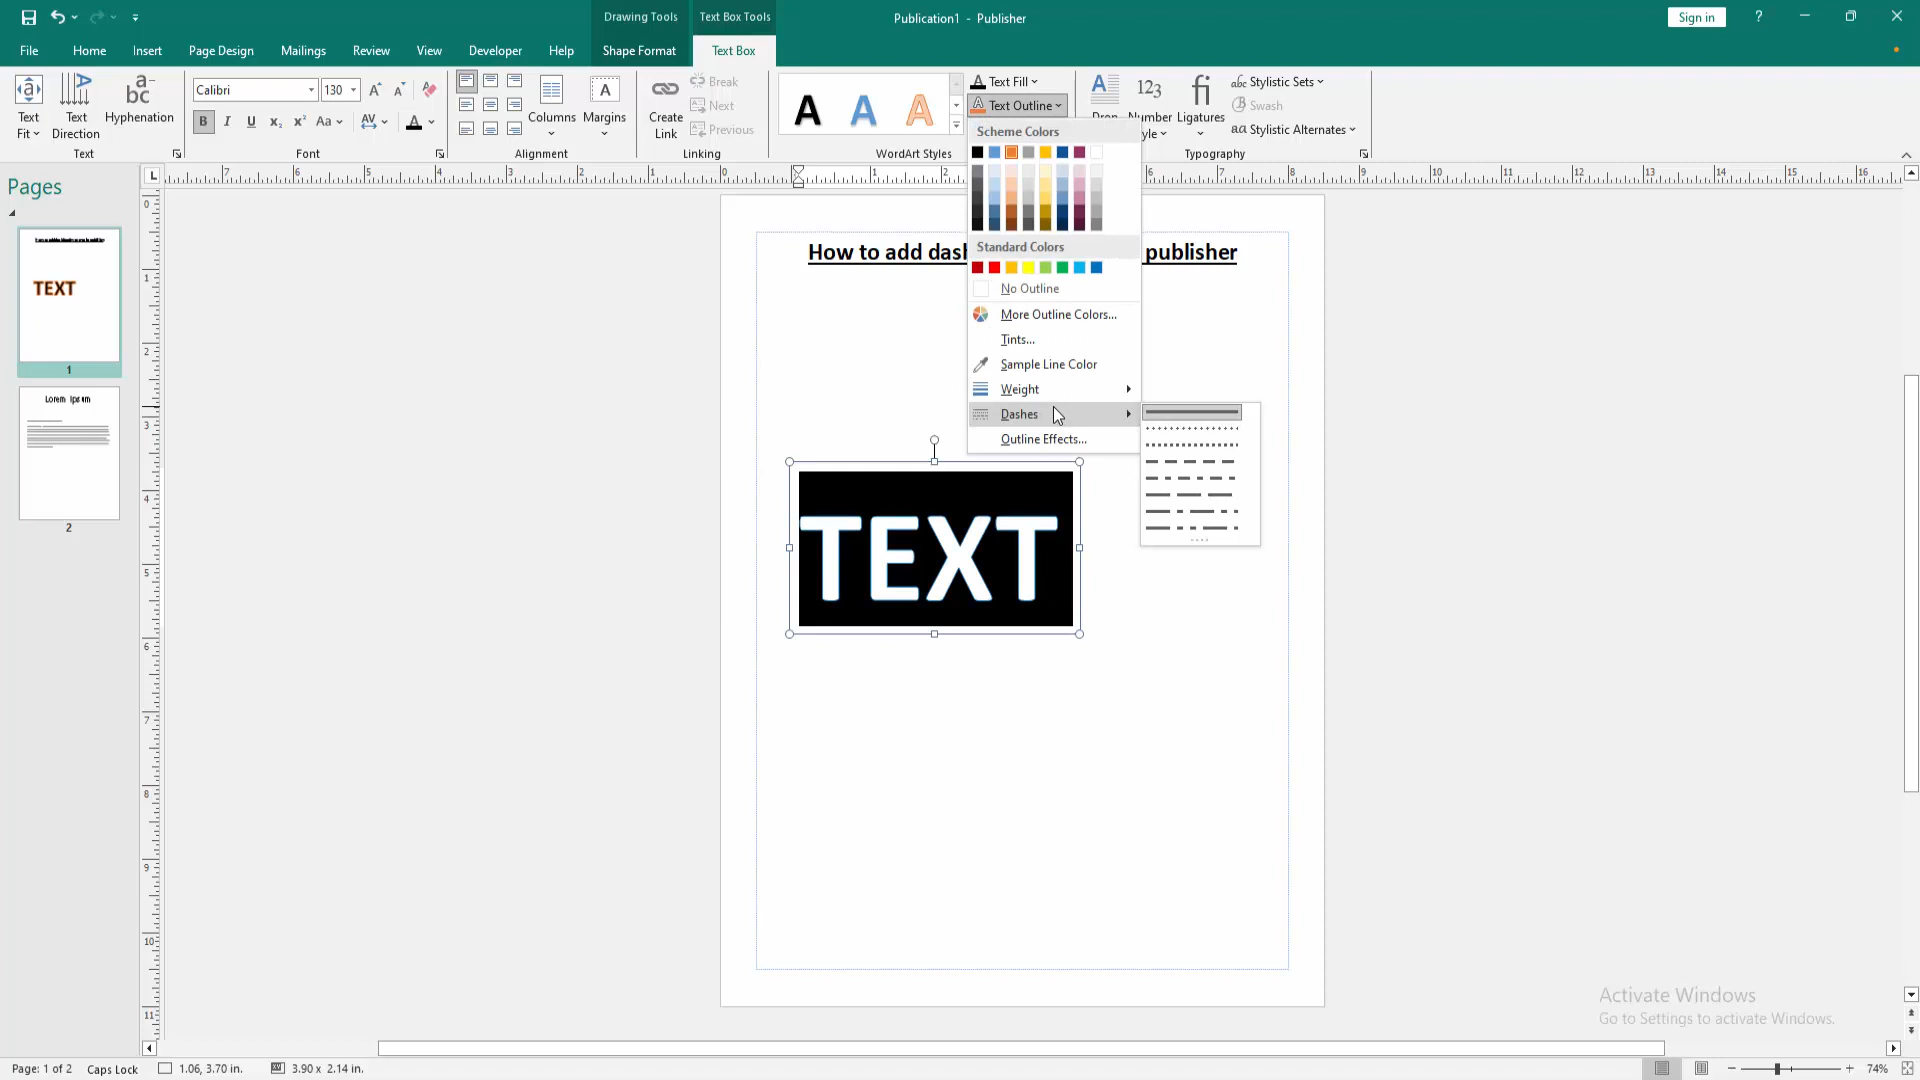 Drawing Tools
Text Box Tools
Publication1 - Publisher
Sign in
?
File
Home
Insert
Page Design
Mailings
Review
View
Developer
Help
Shape Format
Text Box
Text Fit
Text Direction
Hyphenation
Text
Calibri
130
Font
Columns
Margins
Alignment
Create Link
Break
Next
Previous
Linking
A A A
WordArt Styles
Text Fill
Text Outline
Number
Ligatures
Stylistic Sets
Swash
Stylistic Alternates
Typography
Scheme Colors
Standard Colors
No Outline
More Outline Colors...
Tints...
Sample Line Color
Weight
Dashes
Outline Effects...
Pages
TEXT
1
Lorem Ipsum
2
How to add das
publisher
TEXT
Activate Windows
Go to Settings to activate Windows.
Page: 1 of 2
Caps Lock
1.06, 3.70 in.
3.90 x 2.14 in.
74%